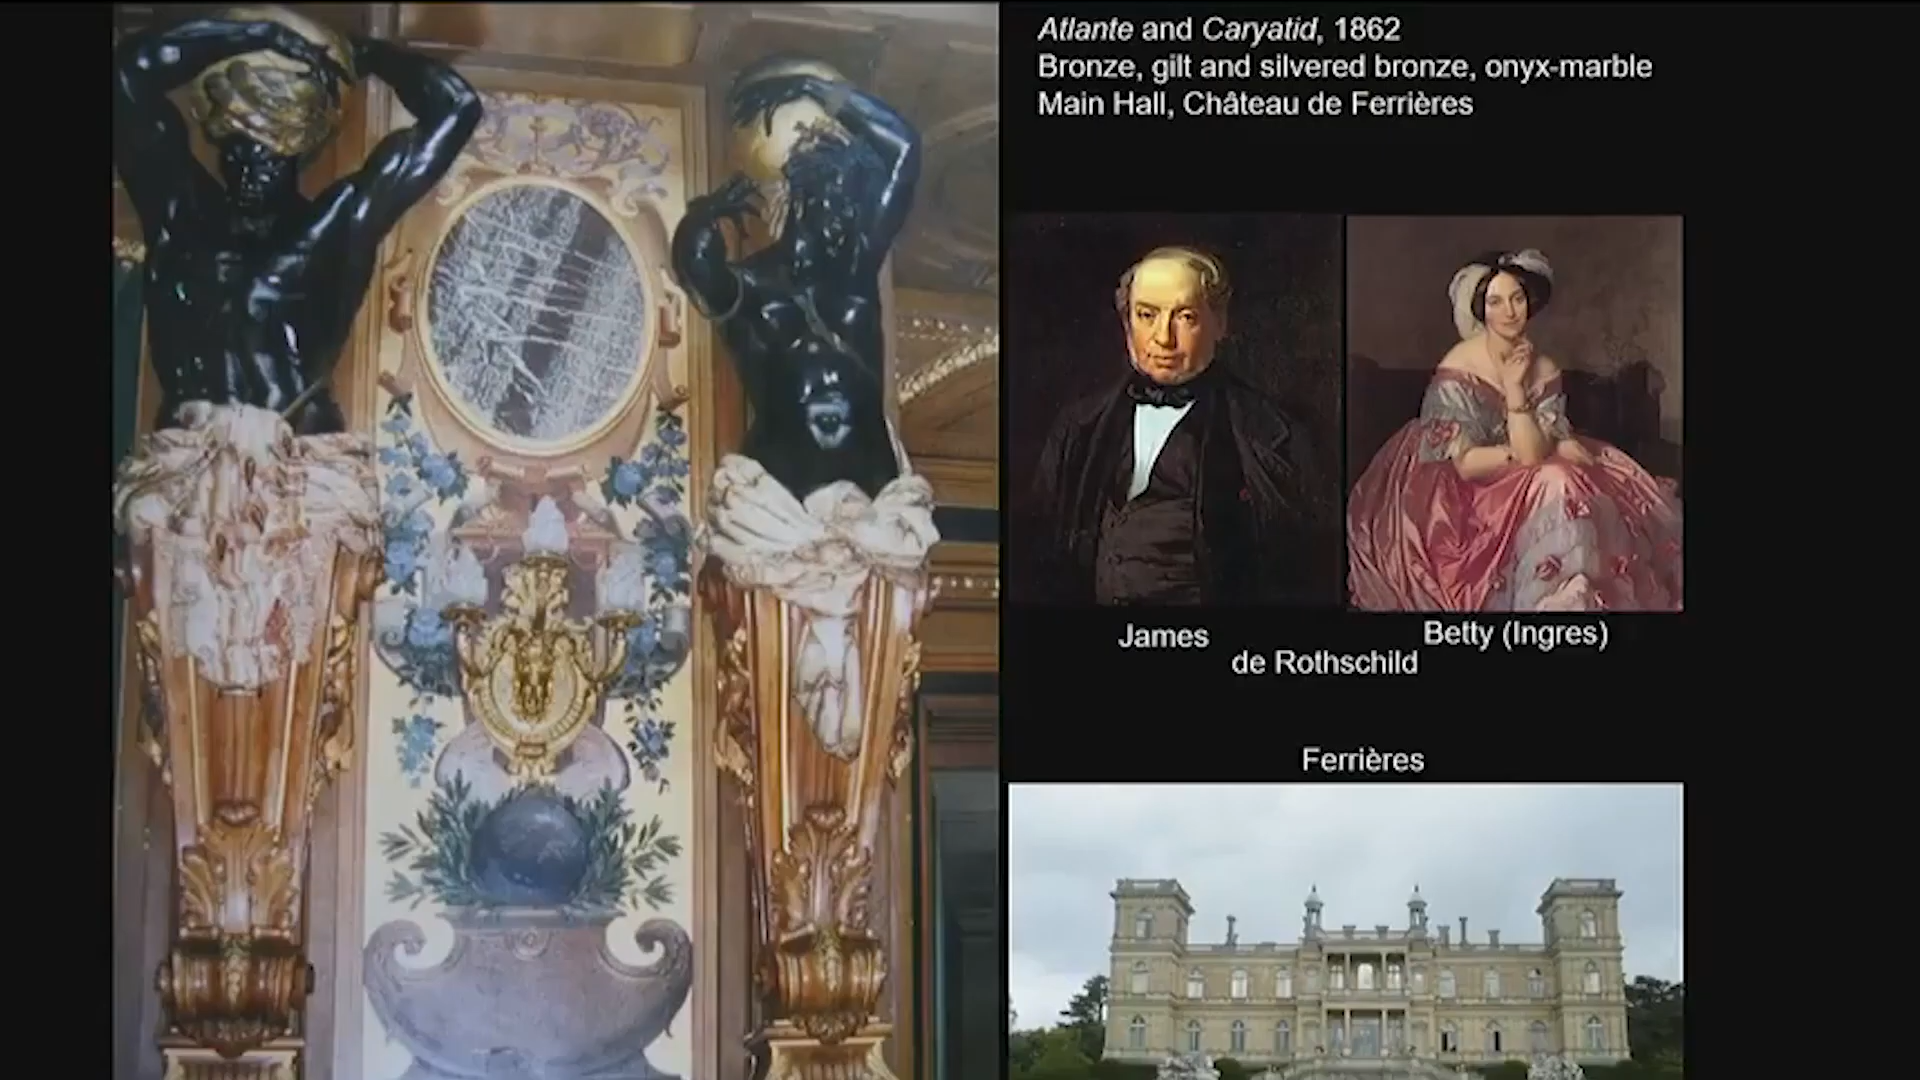 Atlante and Caryatid, 1862
Bronze, gilt and silvered bronze, onyx-marble
Main Hall, Château de Ferrières
James
Betty (Ingres)
de Rothschild
Ferrières